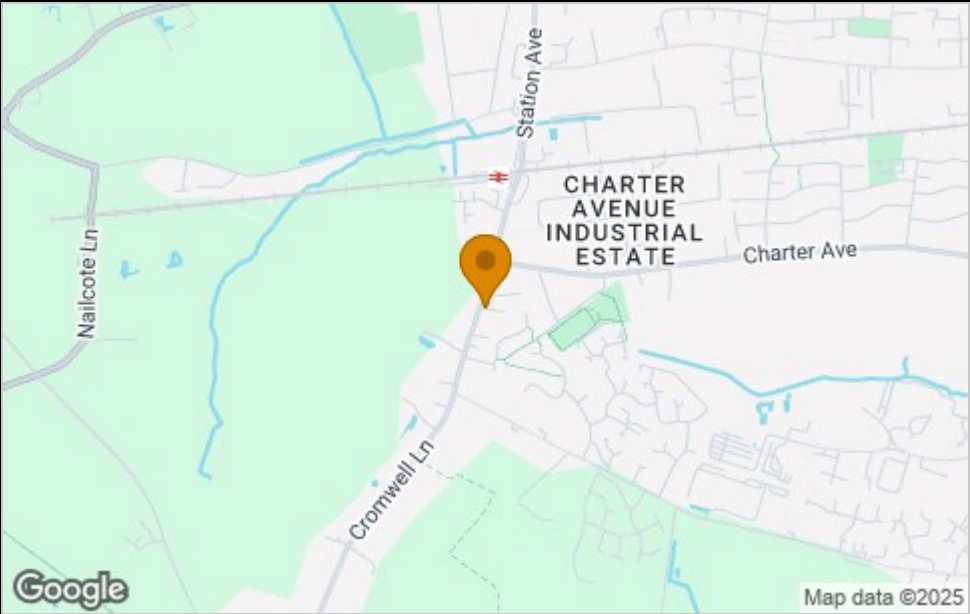 Station Ave
CHARTER
AVENUE
INDUSTRIAL
ESTATE
Charter Ave
Nailcote Ln
Cromwell Ln
Google
Map data ©2025